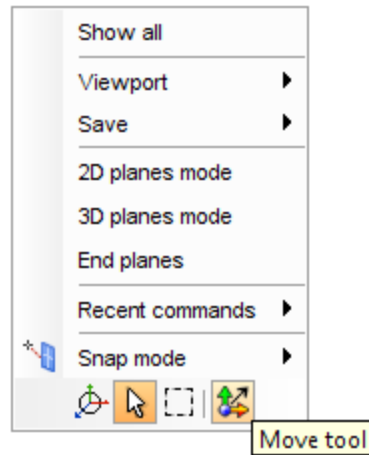 Show all
Viewport
Save
2D planes mode
3D planes mode
End planes
Recent commands
Snap mode
Move tool